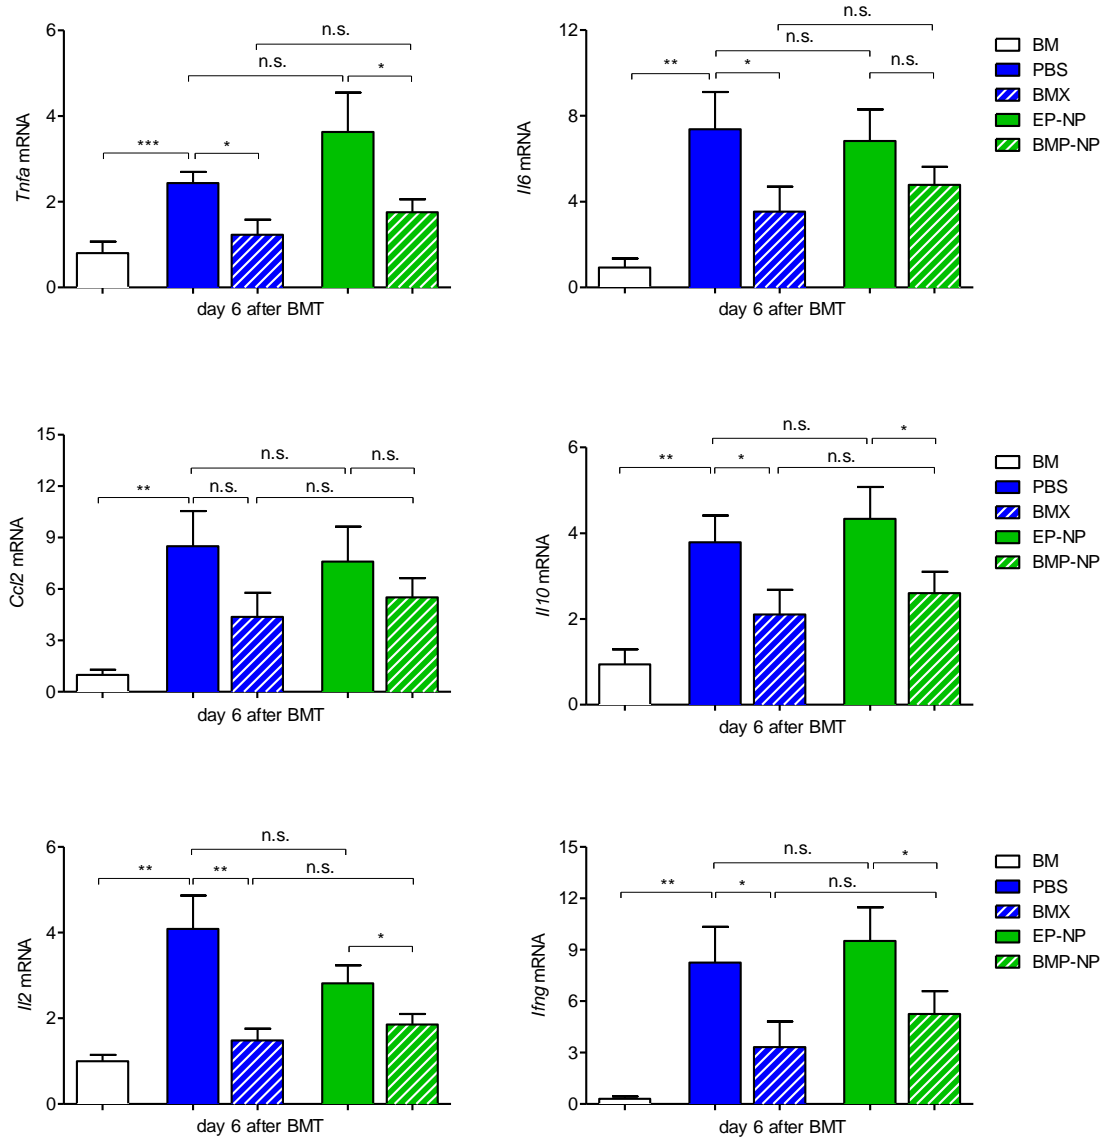 6
4
2
0
Tnfa mRNA
n.s.
n.s.
*
***
*
day 6 after BMT
12
8
4
0
Il6 mRNA
n.s.
n.s.
n.s.
**
*
day 6 after BMT
BM
PBS
BMX
EP-NP
BMP-NP
15
12
9
6
3
0
Ccl2 mRNA
n.s.
n.s.
**
n.s.
n.s.
day 6 after BMT
6
4
2
0
Il10 mRNA
n.s.
*
**
*
n.s.
day 6 after BMT
BM
PBS
BMX
EP-NP
BMP-NP
6
4
2
0
Il2 mRNA
n.s.
**
**
n.s.
*
day 6 after BMT
15
12
9
6
3
0
Ifng mRNA
n.s.
*
**
*
n.s.
day 6 after BMT
BM
PBS
BMX
EP-NP
BMP-NP